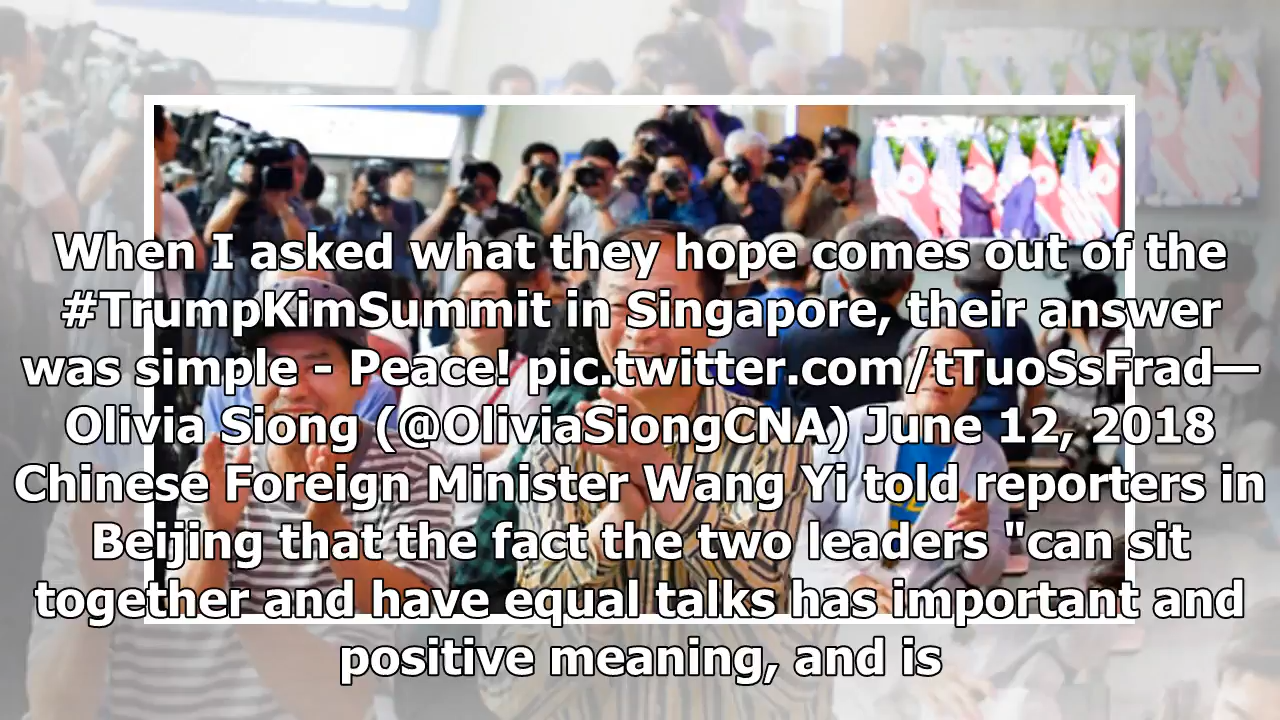 When I asked what they hope comes out of the
#TrumpKimSummit in Singapore, their answer
was simple - Peace! pic.twitter.com/tTuoSsFrad—
Olivia Siong (@OliviaSiongCNA) June 12, 2018
Chinese Foreign Minister Wang Yi told reporters in
Beijing that the fact the two leaders "can sit
together and have equal talks has important and
positive meaning, and is